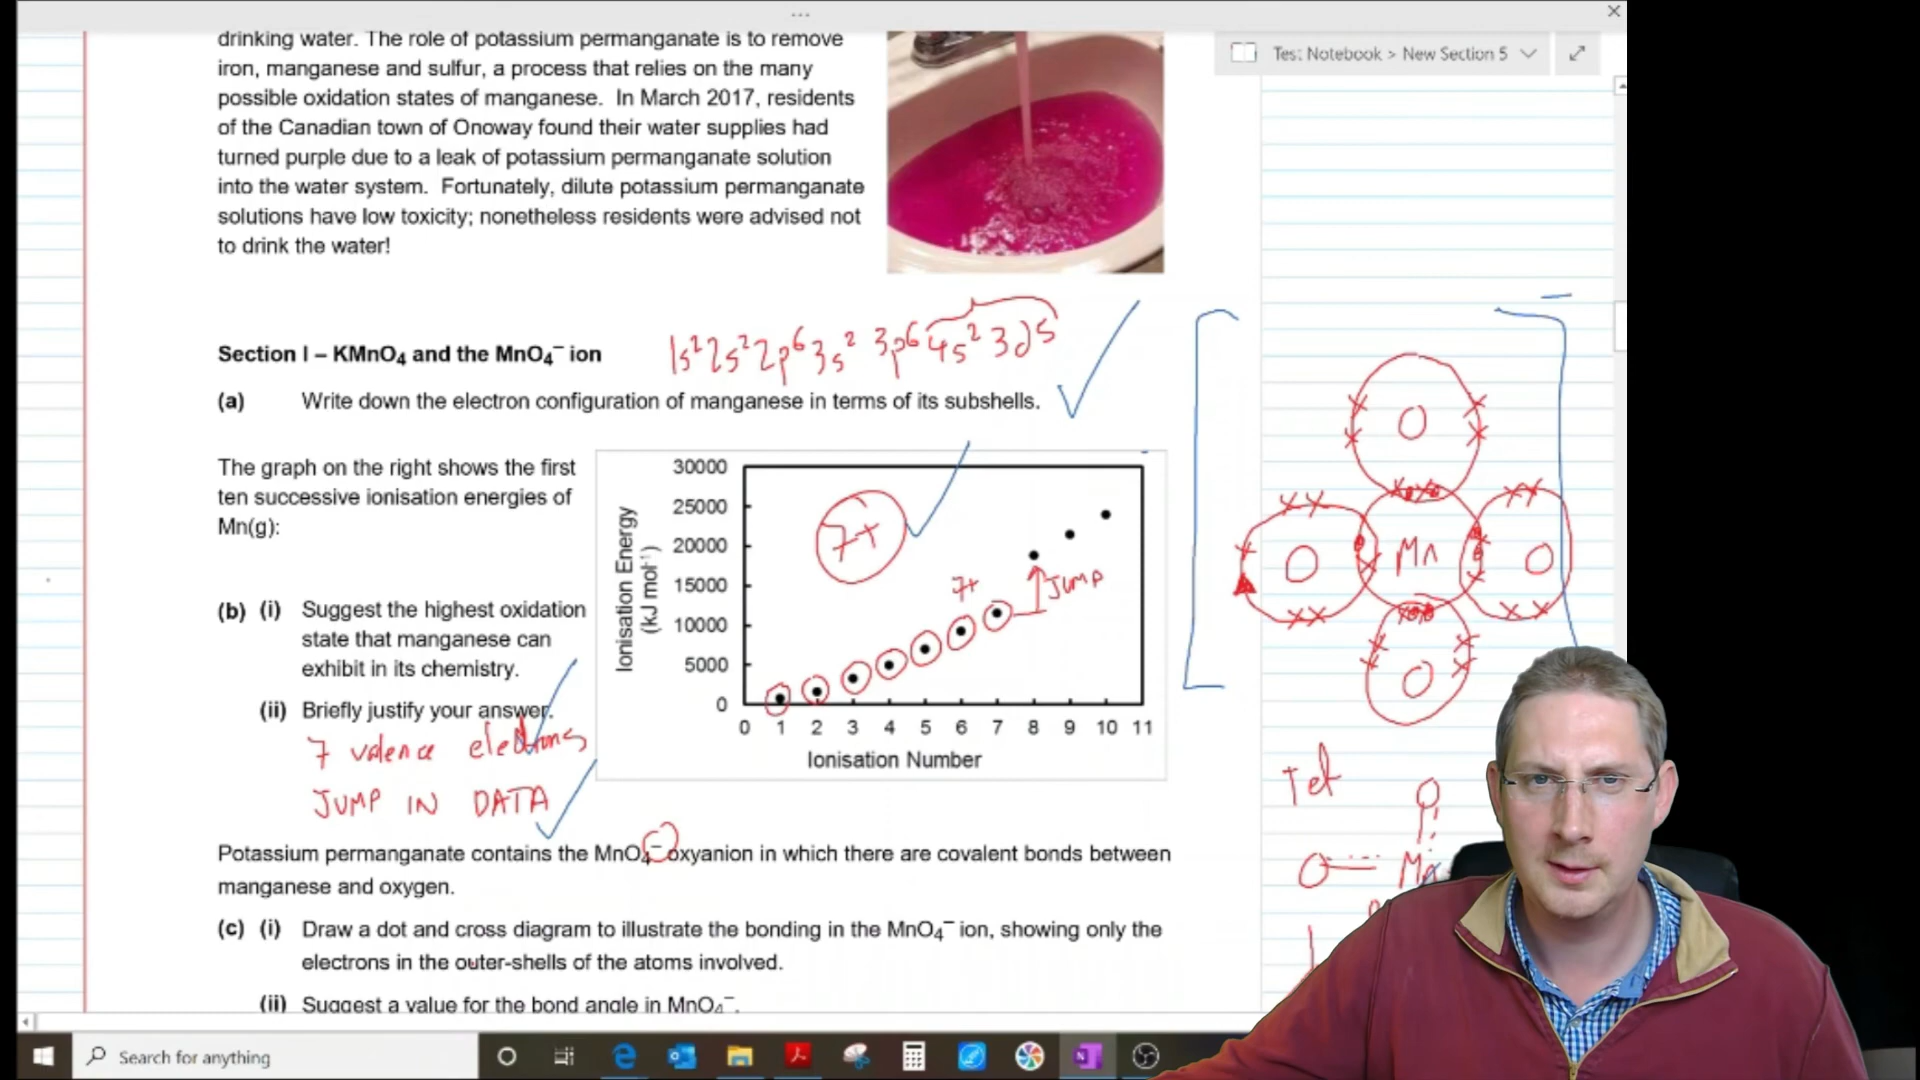 Test Notebook > New Section 5
drinking water. The role of potassium permanganate is to remove
iron, manganese and sulfur, a process that relies on the many
possible oxidation states of manganese. In March 2017, residents
of the Canadian town of Onoway found their water supplies had
turned purple due to a leak of potassium permanganate solution
into the water system. Fortunately, dilute potassium permanganate
solutions have low toxicity; nonetheless residents were advised not
to drink the water!
1s² 2s² 2p⁶ 3s² 3p⁶ 4s² 3d⁵
Section I – KMnO₄ and the MnO₄⁻ ion
(a) Write down the electron configuration of manganese in terms of its subshells.
The graph on the right shows the first
ten successive ionisation energies of
Mn(g):
(b) (i) Suggest the highest oxidation
state that manganese can
exhibit in its chemistry.
(ii) Briefly justify your answer.
7 valence electrons
JUMP IN DATA
30000
25000
20000
15000
10000
5000
0
Ionisation Energy
(kJ mol⁻¹)
7+
7+
JUMP
0 1 2 3 4 5 6 7 8 9 10 11
Ionisation Number
Potassium permanganate contains the MnO₄⁻ oxyanion in which there are covalent bonds between
manganese and oxygen.
(c) (i) Draw a dot and cross diagram to illustrate the bonding in the MnO₄⁻ ion, showing only the
electrons in the outer-shells of the atoms involved.
(ii) Suggest a value for the bond angle in MnO₄⁻.
O
O Mn O
O
Tet
O
O Mn
Search for anything